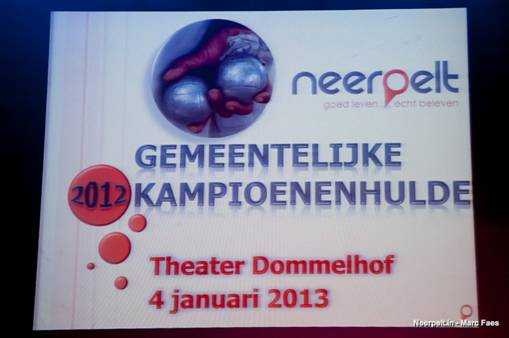 neerpelt
goed leven echt beleven
GEMEENTELIJKE
2012 KAMPIOENENHULDE
Theater Dommelhof
4 januari 2013
Neerpelt.in - Marc Faes